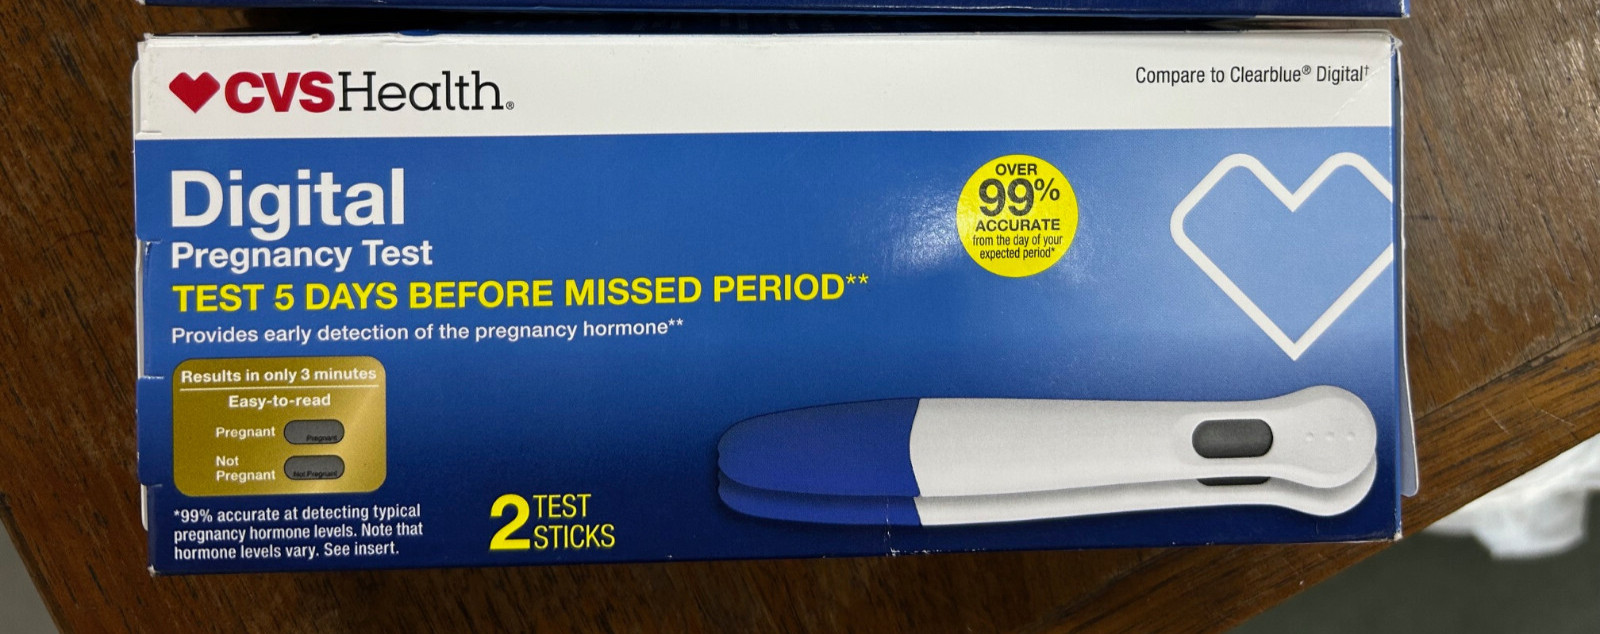 CVSHealth®
Compare to Clearblue® Digital†
Digital
Pregnancy Test
TEST 5 DAYS BEFORE MISSED PERIOD**
Provides early detection of the pregnancy hormone**
OVER
99%
ACCURATE
from the day of your
expected period*
Results in only 3 minutes
Easy-to-read
Pregnant
Pregnant
Not
Pregnant
Not Pregnant
*99% accurate at detecting typical
pregnancy hormone levels. Note that
hormone levels vary. See insert.
2 TEST
STICKS